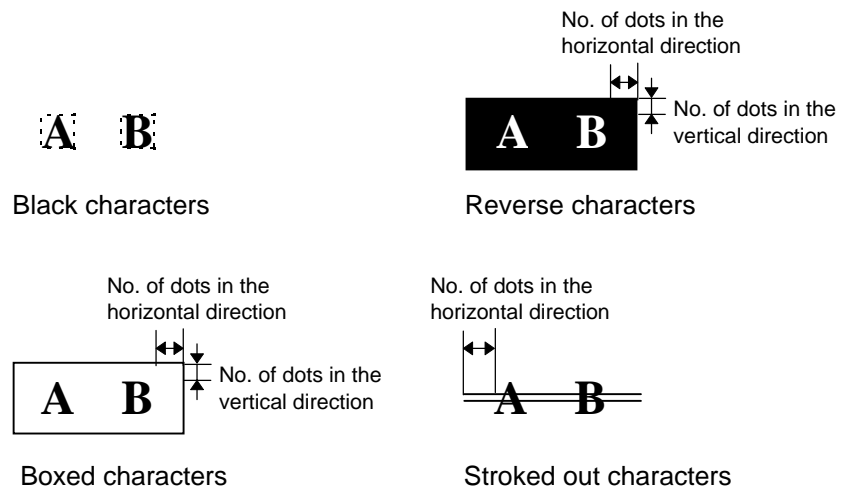 No. of dots in the
horizontal direction
No. of dots in the
vertical direction
A B
A B
Black characters
Reverse characters
No. of dots in the
horizontal direction
No. of dots in the
horizontal direction
No. of dots in the
vertical direction
A B
A B
Boxed characters
Stroked out characters